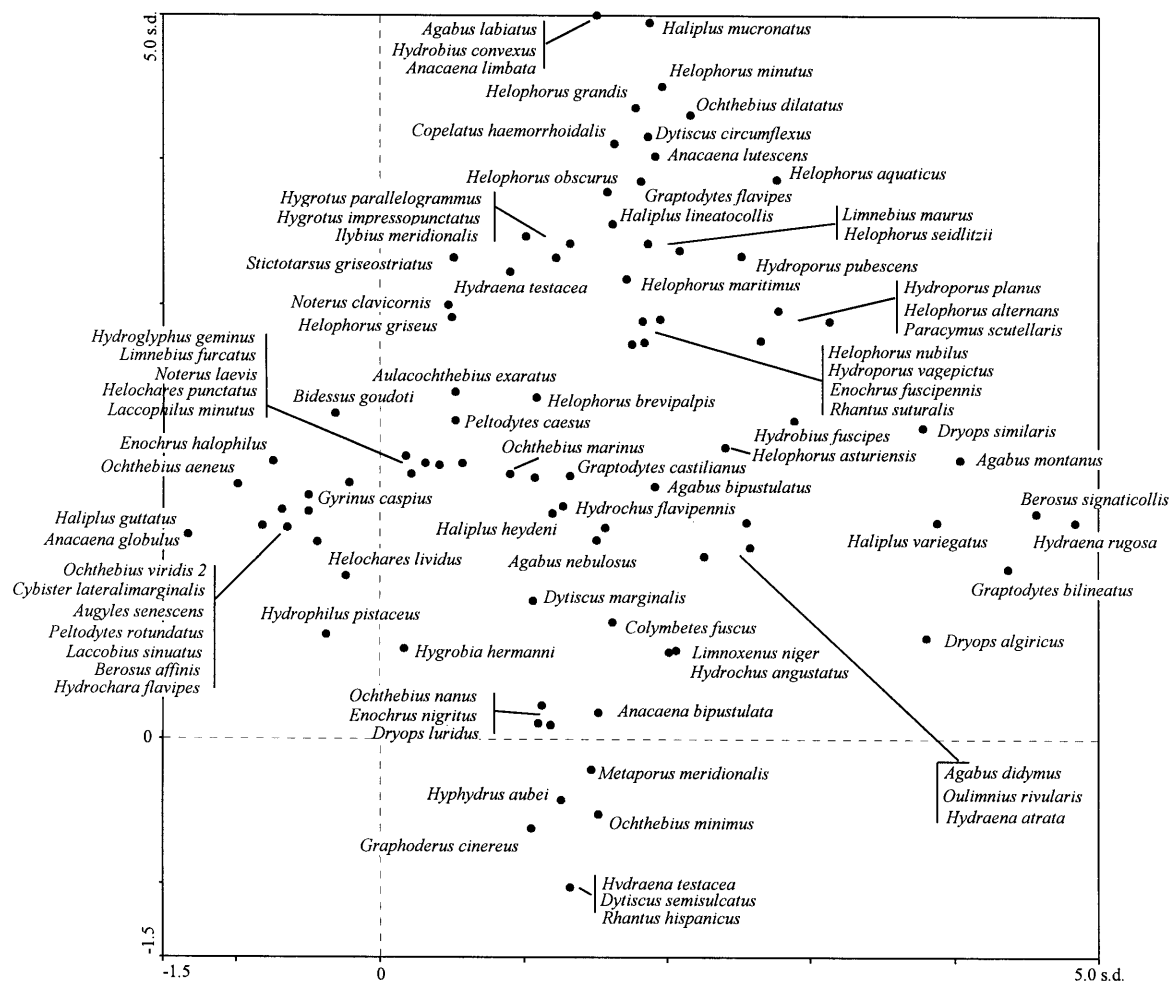 5.0 s.d.
Agabus labiatus
Hydrobius convexus
Anacaena limbata
Haliplus mucronatus
Helophorus minutus
Helophorus grandis
Ochthebius dilatatus
Copelatus haemorrhoidalis
Dytiscus circumflexus
Anacaena lutescens
Helophorus obscurus
Helophorus aquaticus
Graptodytes flavipes
Hygrotus parallelogrammus
Hygrotus impressopunctatus
Ilybius meridionalis
Haliplus lineatocollis
Limnebius maurus
Helophorus seidlitzii
Stictotarsus griseostriatus
Hydraena testacea
Hydroporus pubescens
Helophorus maritimus
Noterus clavicornis
Helophorus griseus
Hydroporus planus
Helophorus alternans
Paracymus scutellaris
Hydroglyphus geminus
Limnebius furcatus
Noterus laevis
Helochares punctatus
Laccophilus minutus
Helophorus nubilus
Hydroporus vagepictus
Enochrus fuscipennis
Rhantus suturalis
Aulacochthebius exaratus
Bidessus goudoti
Helophorus brevipalpis
Peltodytes caesus
Enochrus halophilus
Ochthebius aeneus
Ochthebius marinus
Hydrobius fuscipes
Helophorus asturiensis
Dryops similaris
Agabus montanus
Graptodytes castilianus
Agabus bipustulatus
Gyrinus caspius
Berosus signaticollis
Haliplus guttatus
Anacaena globulus
Haliplus heydeni
Hydrochus flavipennis
Haliplus variegatus
Hydraena rugosa
Helochares lividus
Agabus nebulosus
Graptodytes bilineatus
Ochthebius viridis 2
Cybister lateralimarginalis
Augyles senescens
Peltodytes rotundatus
Laccobius sinuatus
Berosus affinis
Hydrochara flavipes
Hydrophilus pistaceus
Dytiscus marginalis
Colymbetes fuscus
Dryops algiricus
Hygrobia hermanni
Limnoxenus niger
Hydrochus angustatus
Ochthebius nanus
Enochrus nigritus
Dryops luridus
Anacaena bipustulata
0
Metaporus meridionalis
Hyphydrus aubei
Ochthebius minimus
Graphoderus cinereus
Agabus didymus
Oulimnius rivularis
Hydraena atrata
Hydraena testacea
Dytiscus semisulcatus
Rhantus hispanicus
-1.5
-1.5
0
5.0 s.d.